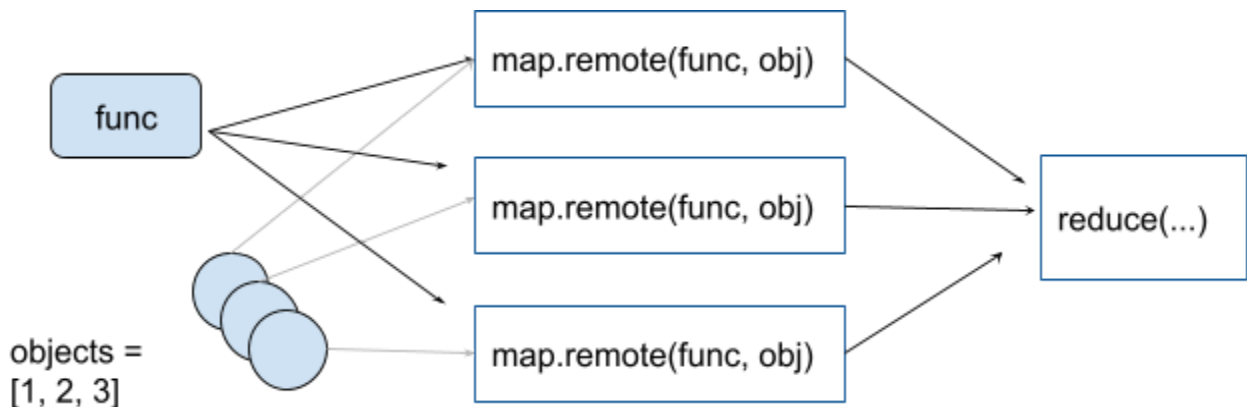 func
map.remote(func, obj)
map.remote(func, obj)
map.remote(func, obj)
reduce(...)
objects =
[1, 2, 3]